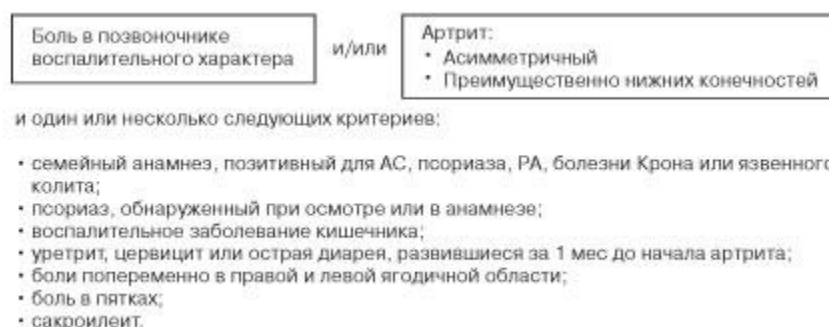 Боль в позвоночнике
воспалительного характера
и/или
Артрит:
• Асимметричный
• Преимущественно нижних конечностей
и один или несколько следующих критериев:
• семейный анамнез, позитивный для АС, псориаза, РА, болезни Крона или язвенного
колита;
• псориаз, обнаруженный при осмотре или в анамнезе;
• воспалительное заболевание кишечника;
• уретрит, цервицит или острая диарея, развившиеся за 1 мес до начала артрита;
• боли попеременно в правой и левой ягодичной области;
• боль в пятках;
• сакроилеит.